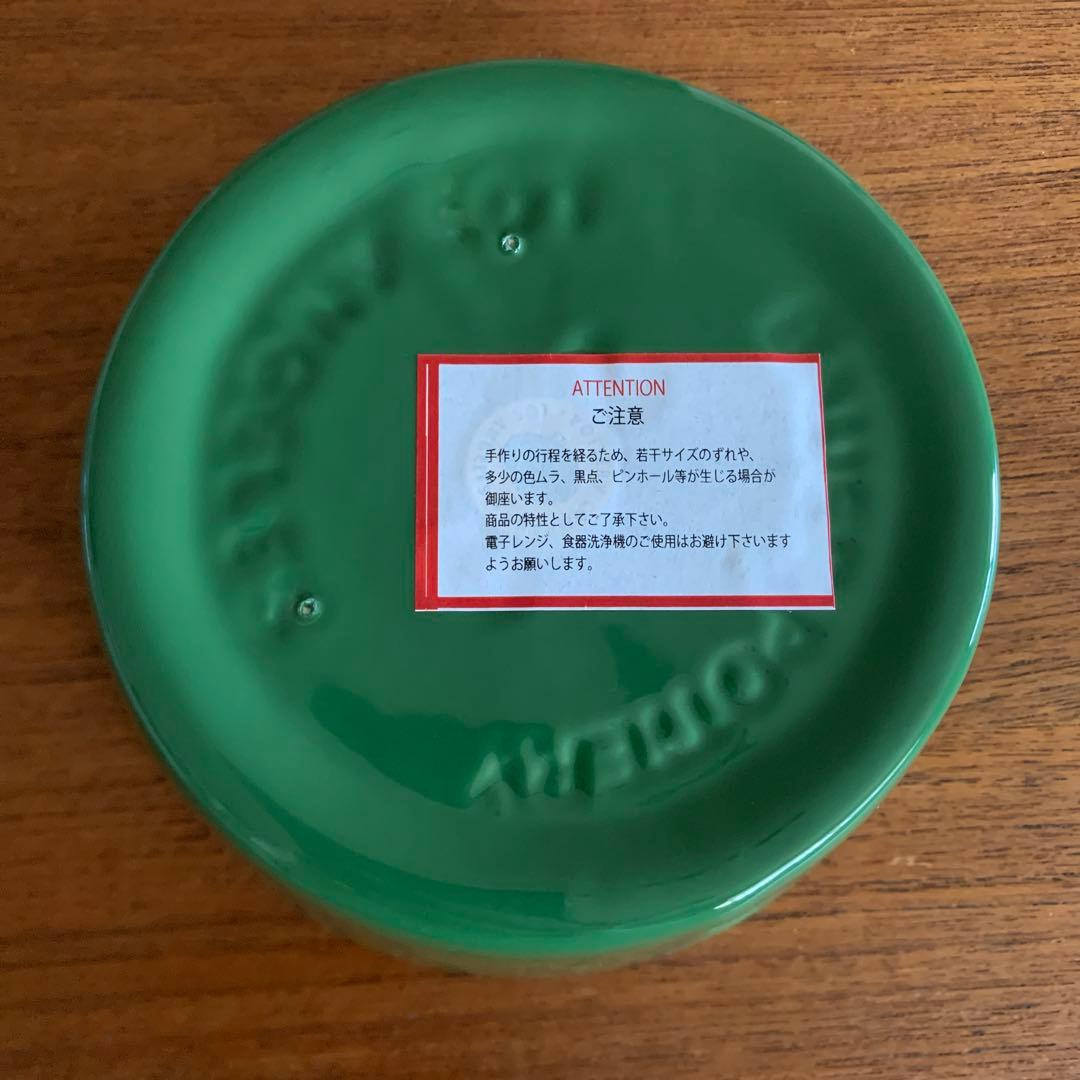 ATTENTION
ご注意
手作りの行程を経るため、若干サイズのずれや、
多少の色ムラ、黒点、ピンホール等が生じる場合が
御座います。
商品の特性としてご了承下さい。
電子レンジ、食器洗浄機のご使用はお避け下さいます
ようお願いします。
POTTERY